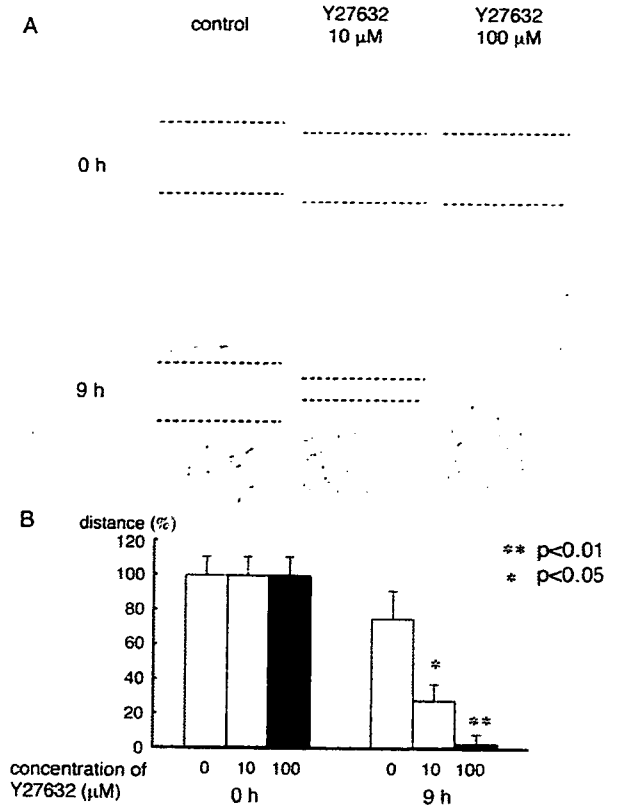 A
control
Y27632
10 µM
Y27632
100 µM
0 h
9 h
B
distance (%)
120
100
80
60
40
20
0
** p<0.01
* p<0.05
*
**
concentration of
Y27632 (µM)
0 10 100
0 10 100
0 h
9 h